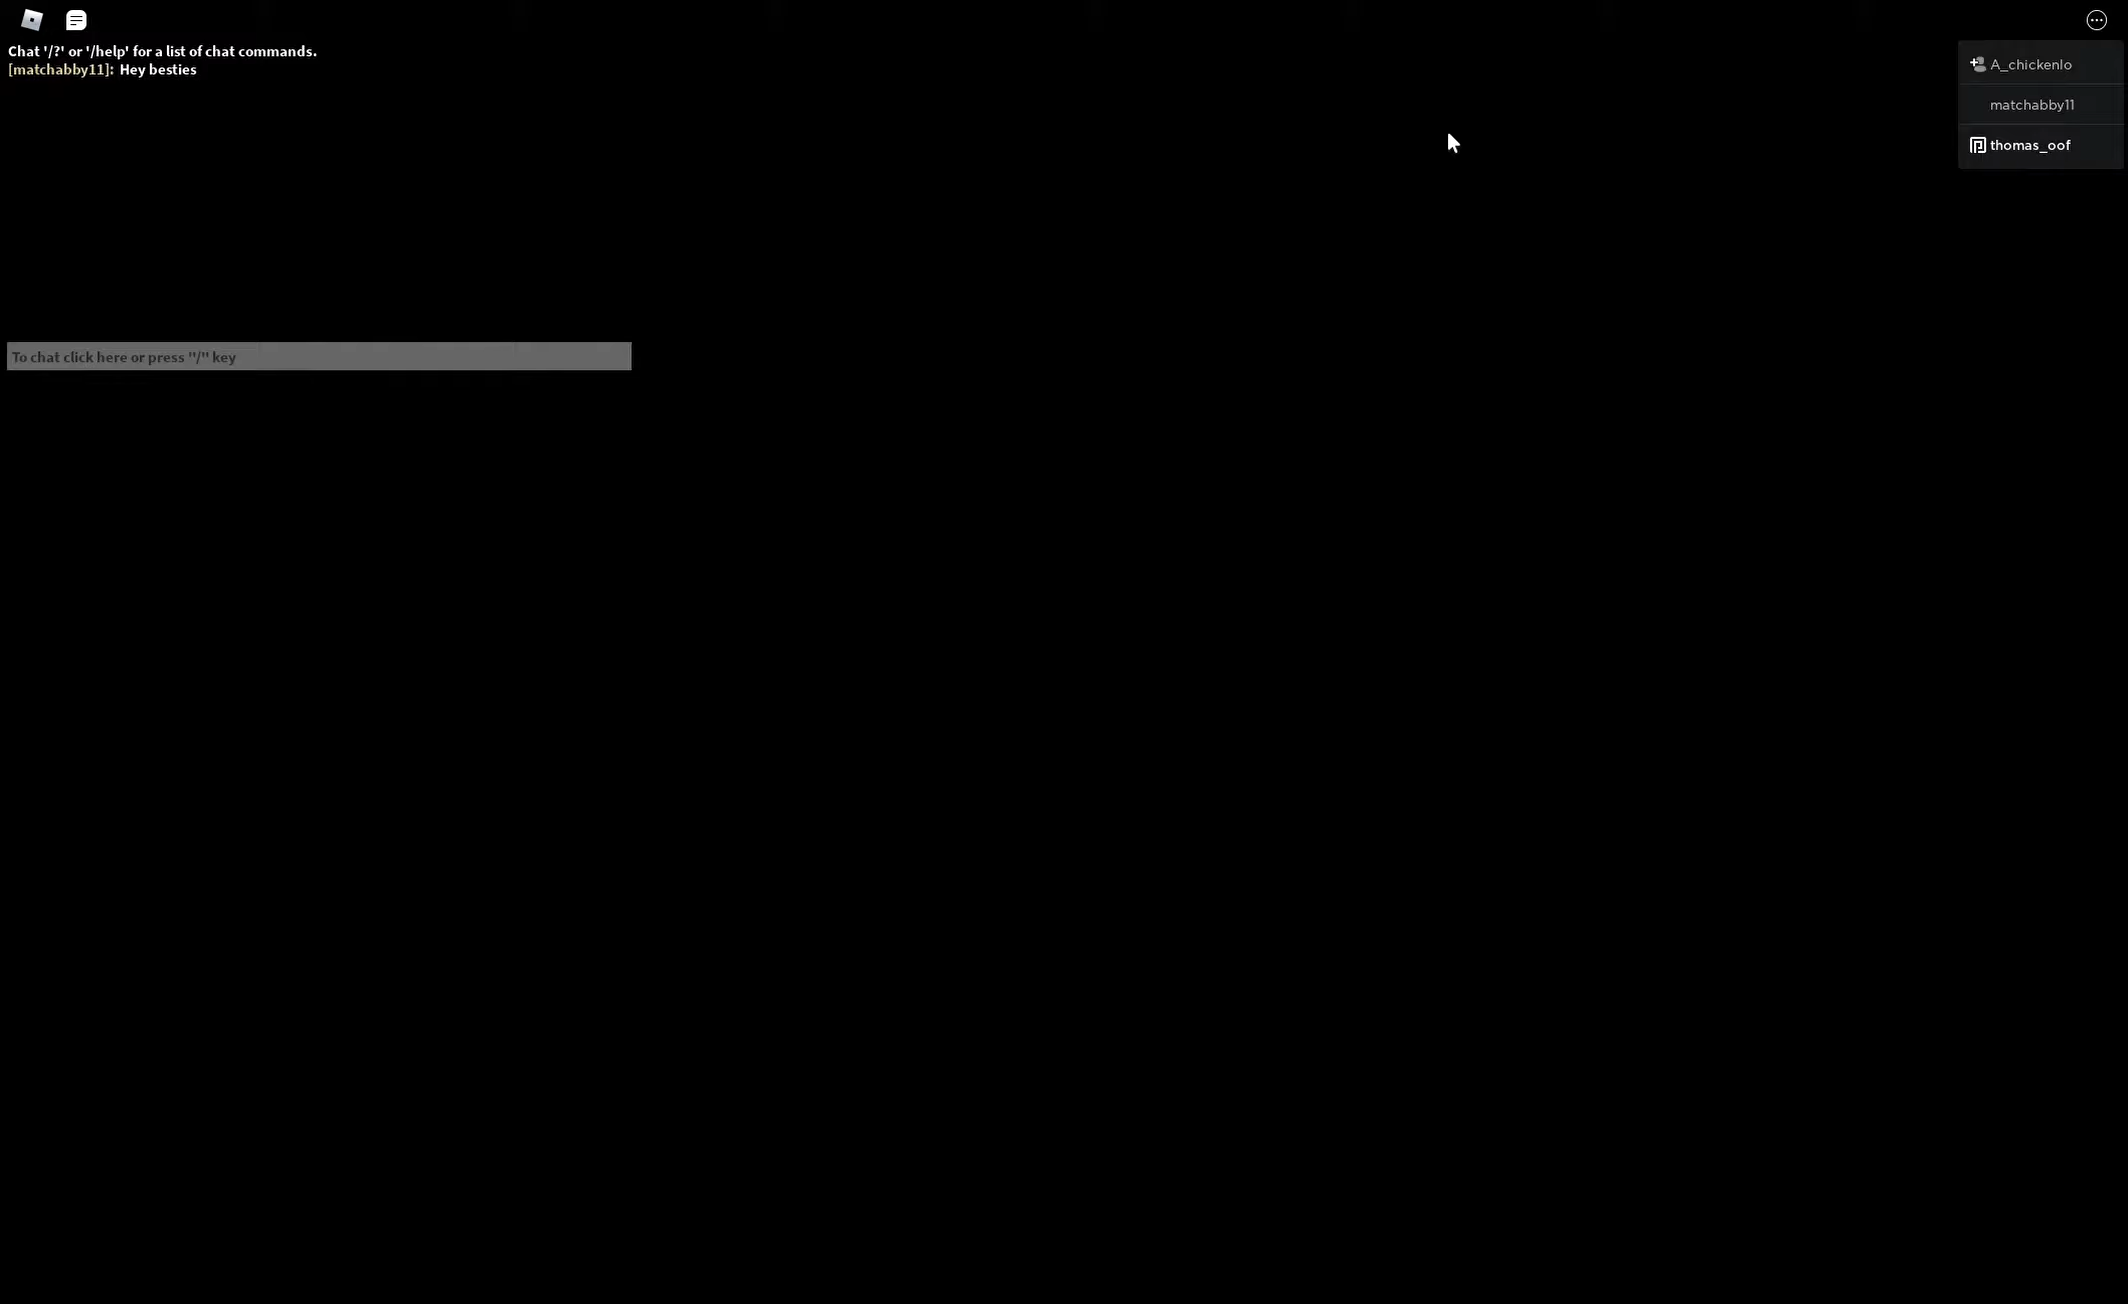 Chat '/?' or '/help' for a list of chat commands.
[matchabby11]: Hey besties
A_chickenlo
matchabby11
thomas_oof
To chat click here or press "/" key